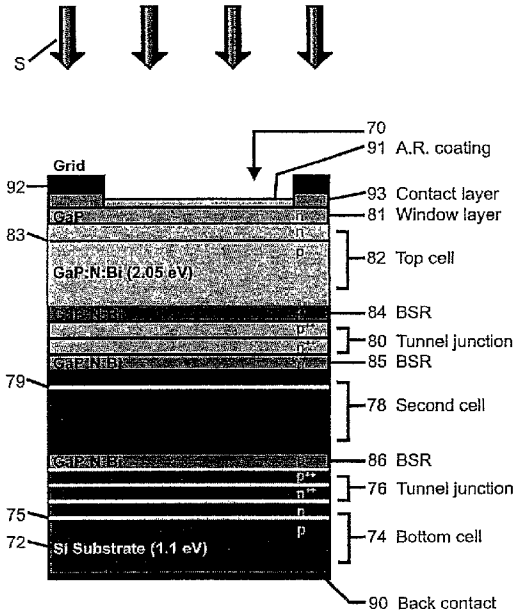 S
70
91 A.R. coating
Grid
92
93 Contact layer
GaP
81 Window layer
83
n
p
82 Top cell
GaP:N:Bi (2.05 eV)
84 BSR
p++
80 Tunnel junction
n++
GaP:N:Bi
85 BSR
79
78 Second cell
GaP:N:Bi
86 BSR
p++
76 Tunnel junction
n++
75
n
p
74 Bottom cell
72
Si Substrate (1.1 eV)
90 Back contact